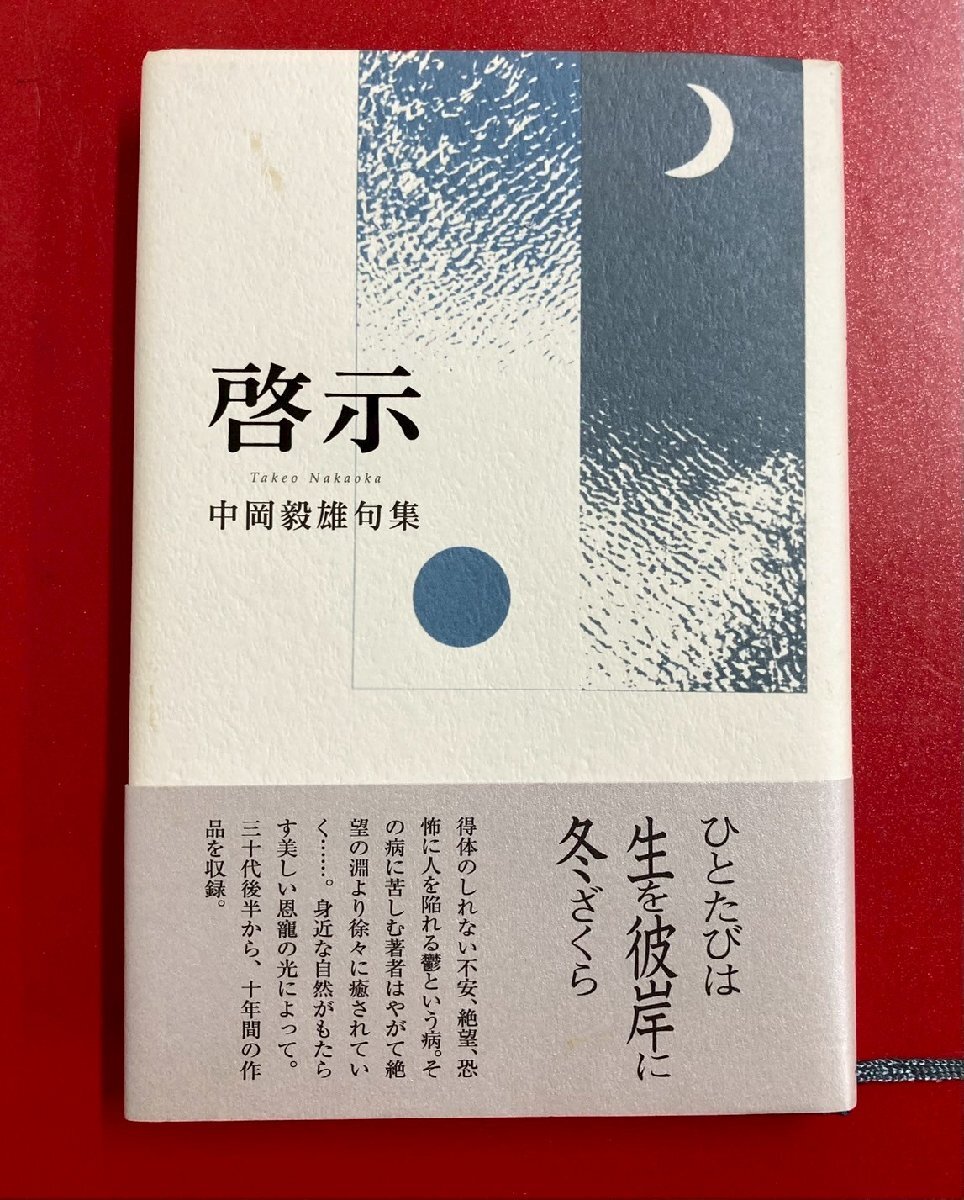 啓示
Takeo Nakaoka
中岡毅雄句集
ひとたびは
生を彼岸に
冬ざくら
得体のしれない不安、絶望、恐
怖に人を陥れる鬱という病。そ
の病に苦しむ著者はやがて絶
望の淵より徐々に癒されてい
く……。身近な自然がもたら
す美しい恩寵の光によって。
三十代後半から、十年間の作
品を収録。